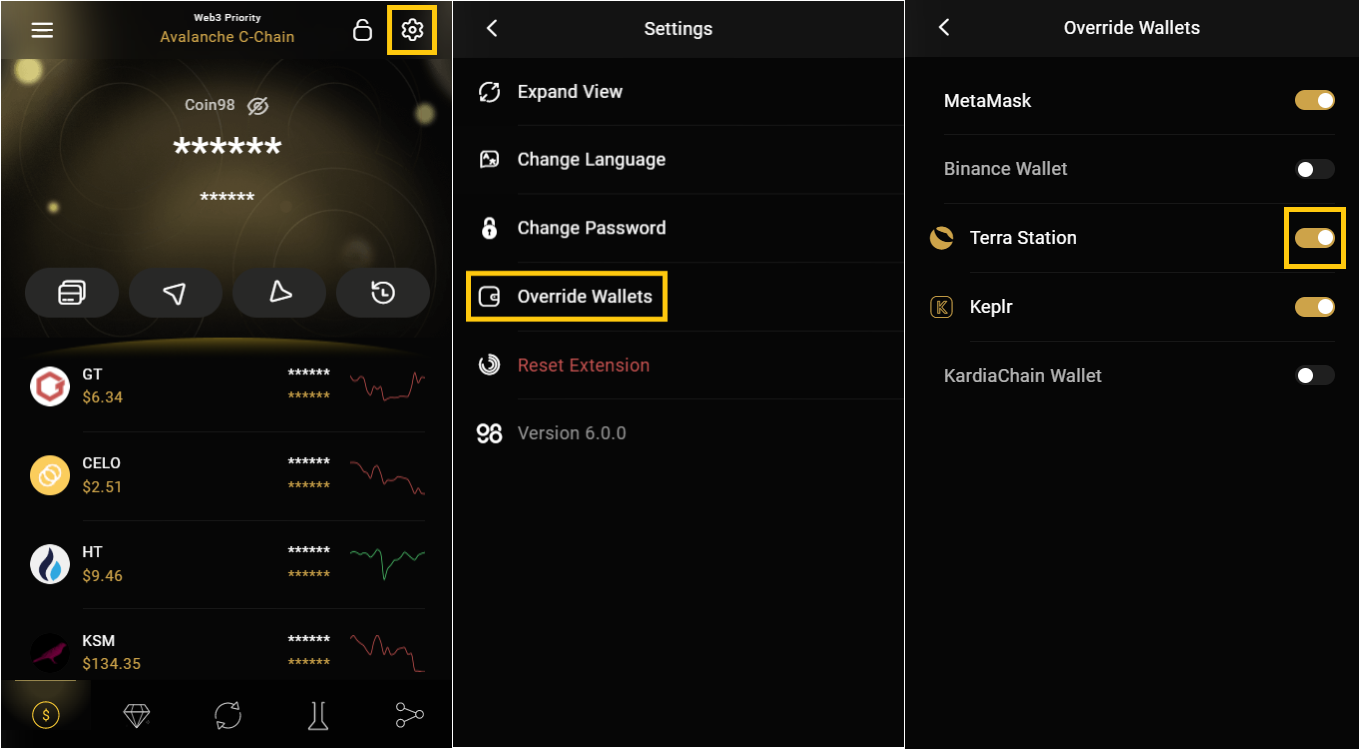 Web3 Priority
Avalanche C-Chain
Coin98
******
******
GT
******
$6.34
******
CELO
******
$2.51
******
HT
******
$9.46
******
KSM
******
$134.35
******
$
Settings
Expand View
Change Language
Change Password
Override Wallets
Reset Extension
98 Version 6.0.0
Override Wallets
MetaMask
Binance Wallet
Terra Station
K Keplr
KardiaChain Wallet